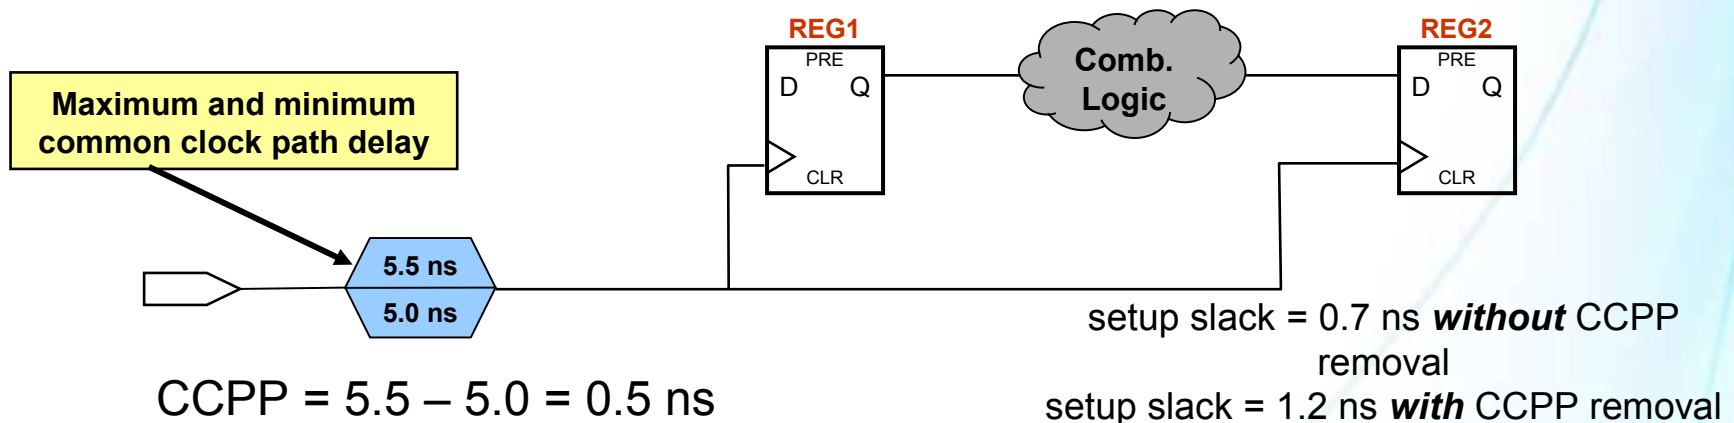 REG1
REG2
PRE
D Q
CLR
Comb.
Logic
PRE
D Q
CLR
Maximum and minimum
common clock path delay
5.5 ns
5.0 ns
setup slack = 0.7 ns without CCPP
removal
CCPP = 5.5 – 5.0 = 0.5 ns
setup slack = 1.2 ns with CCPP removal